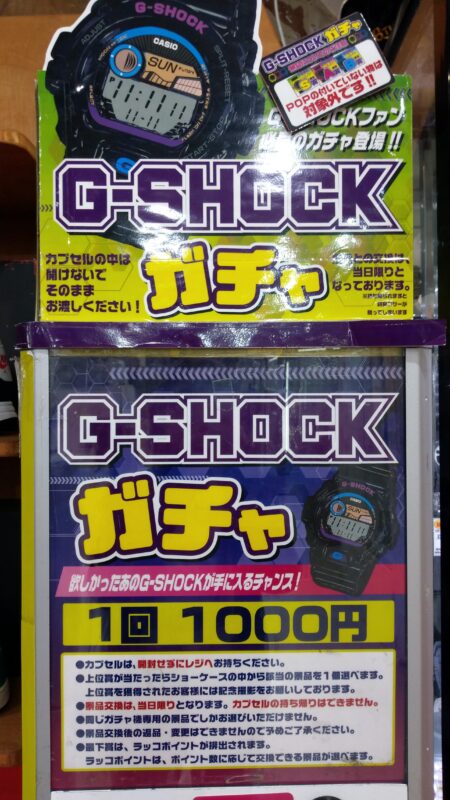 G-SHOCK
CASIO
ADJUST
SUN
G-SHOCKガチャ
POPの付いていない物は
対象外です!!
ガチャ登場!!
G-SHOCK
ガチャ
カプセルの中は
開けないで
そのまま
お渡しください!
当日限りと
なっております。
G-SHOCK
ガチャ
欲しかったあのG-SHOCKが手に入るチャンス!
1回 1000円
●カプセルは、開封せずにレジへお持ちください。
●上位賞が当たったらショーケースの中から該当の景品を1個選べます。
上位賞を獲得されたお客様には記念撮影をお願いしております。
●景品交換は、当日限りとなります。カプセルの持ち帰りはできません。
●同じガチャ機専用の景品でしかお選びいただけません。
●景品交換後の返品・変更はできませんので予めご了承ください。
●最下賞は、ラッコポイントが排出されます。
ラッコポイントは、ポイント数に応じて交換できる景品が選べます。